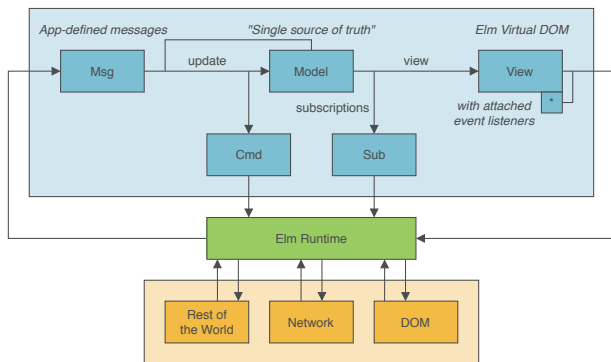 App-defined messages
"Single source of truth"
Elm Virtual DOM
Msg
update
Model
view
View
subscriptions
*
with attached
event listeners
Cmd
Sub
Elm Runtime
Rest of
the World
Network
DOM